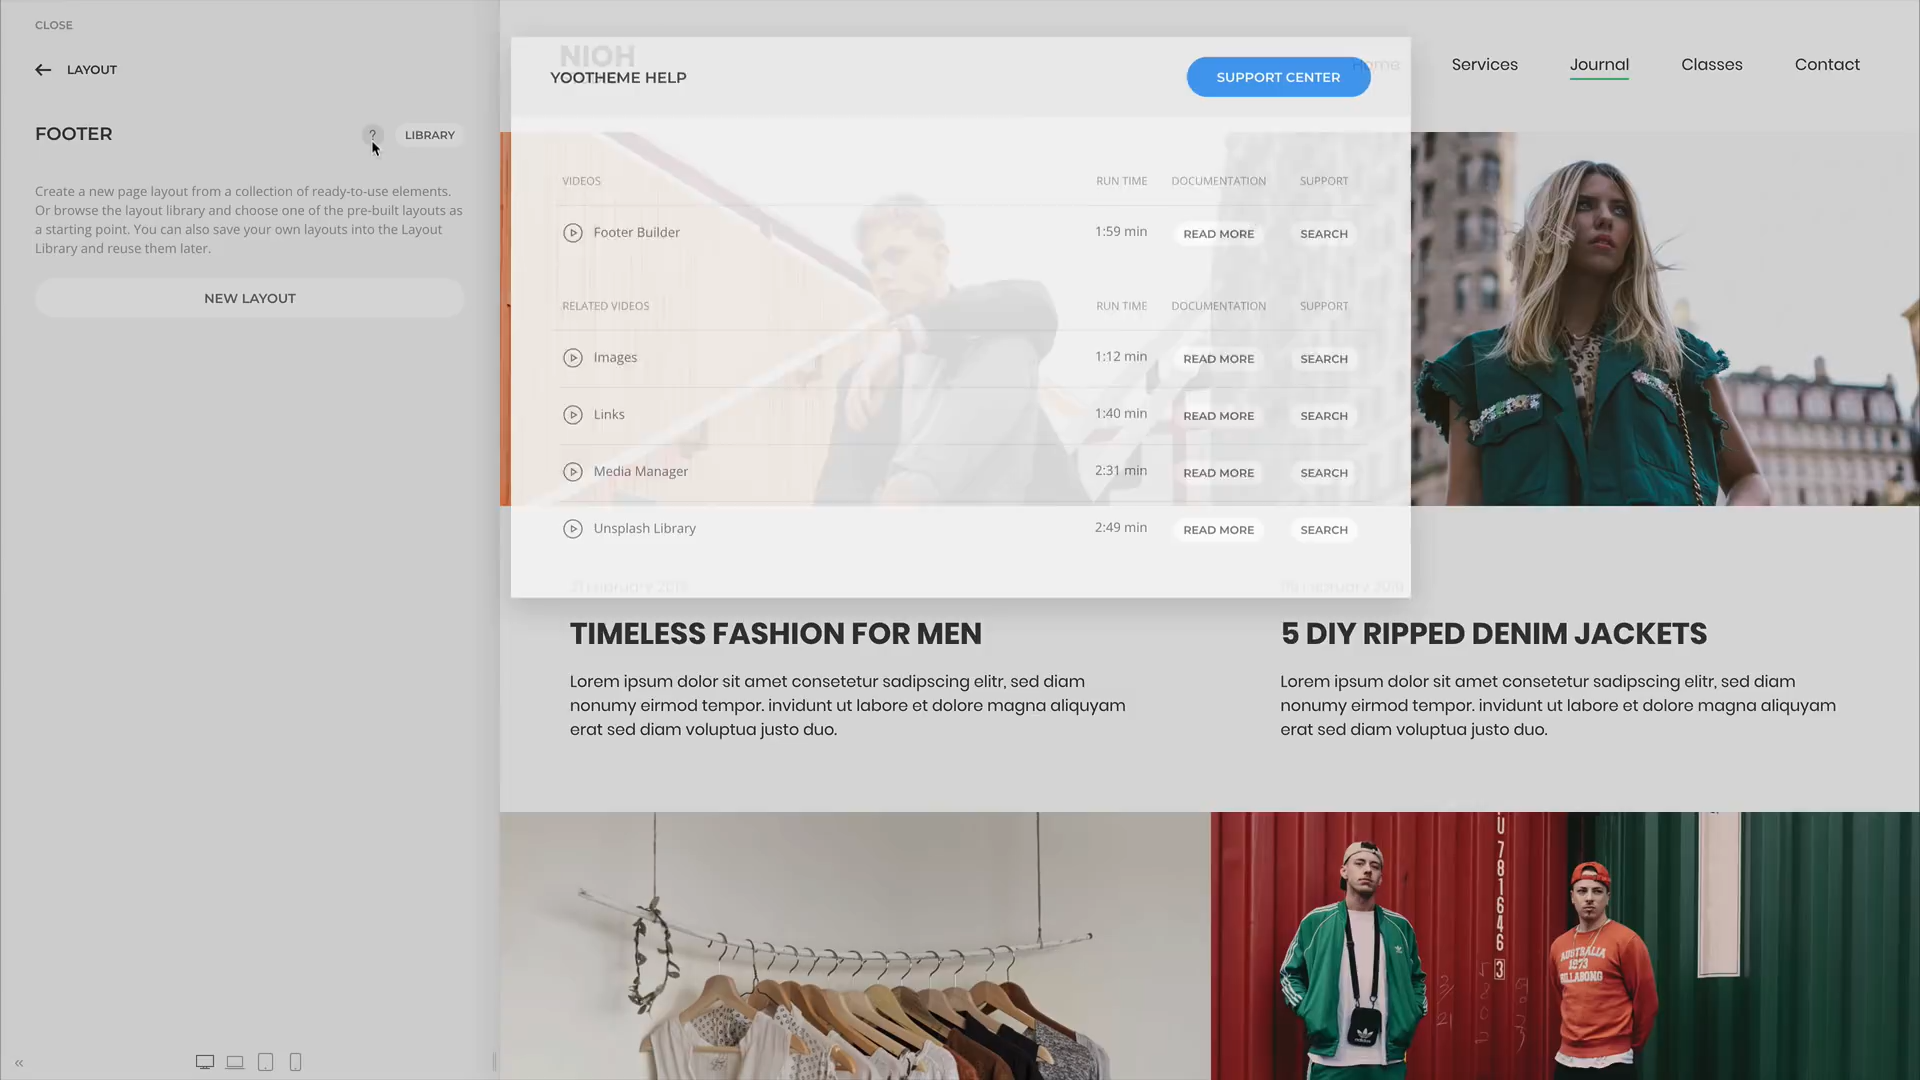 CLOSE
LAYOUT
FOOTER
?
LIBRARY
Create a new page layout from a collection of ready-to-use elements.
Or browse the layout library and choose one of the pre-built layouts as
a starting point. You can also save your own layouts into the Layout
Library and reuse them later.
NEW LAYOUT
NIOH
Home
Services
Journal
Classes
Contact
YOOTHEME HELP
SUPPORT CENTER
VIDEOS RUN TIME DOCUMENTATION SUPPORT
Footer Builder 1:59 min READ MORE SEARCH
RELATED VIDEOS RUN TIME DOCUMENTATION SUPPORT
Images 1:12 min READ MORE SEARCH
Links 1:40 min READ MORE SEARCH
Media Manager 2:31 min READ MORE SEARCH
Unsplash Library 2:49 min READ MORE SEARCH
TIMELESS FASHION FOR MEN
Lorem ipsum dolor sit amet consetetur sadipscing elitr, sed diam
nonumy eirmod tempor. invidunt ut labore et dolore magna aliquyam
erat sed diam voluptua justo duo.
5 DIY RIPPED DENIM JACKETS
Lorem ipsum dolor sit amet consetetur sadipscing elitr, sed diam
nonumy eirmod tempor. invidunt ut labore et dolore magna aliquyam
erat sed diam voluptua justo duo.
U 781646 3
AUSTRALIA
1973
BILLABONG
adidas